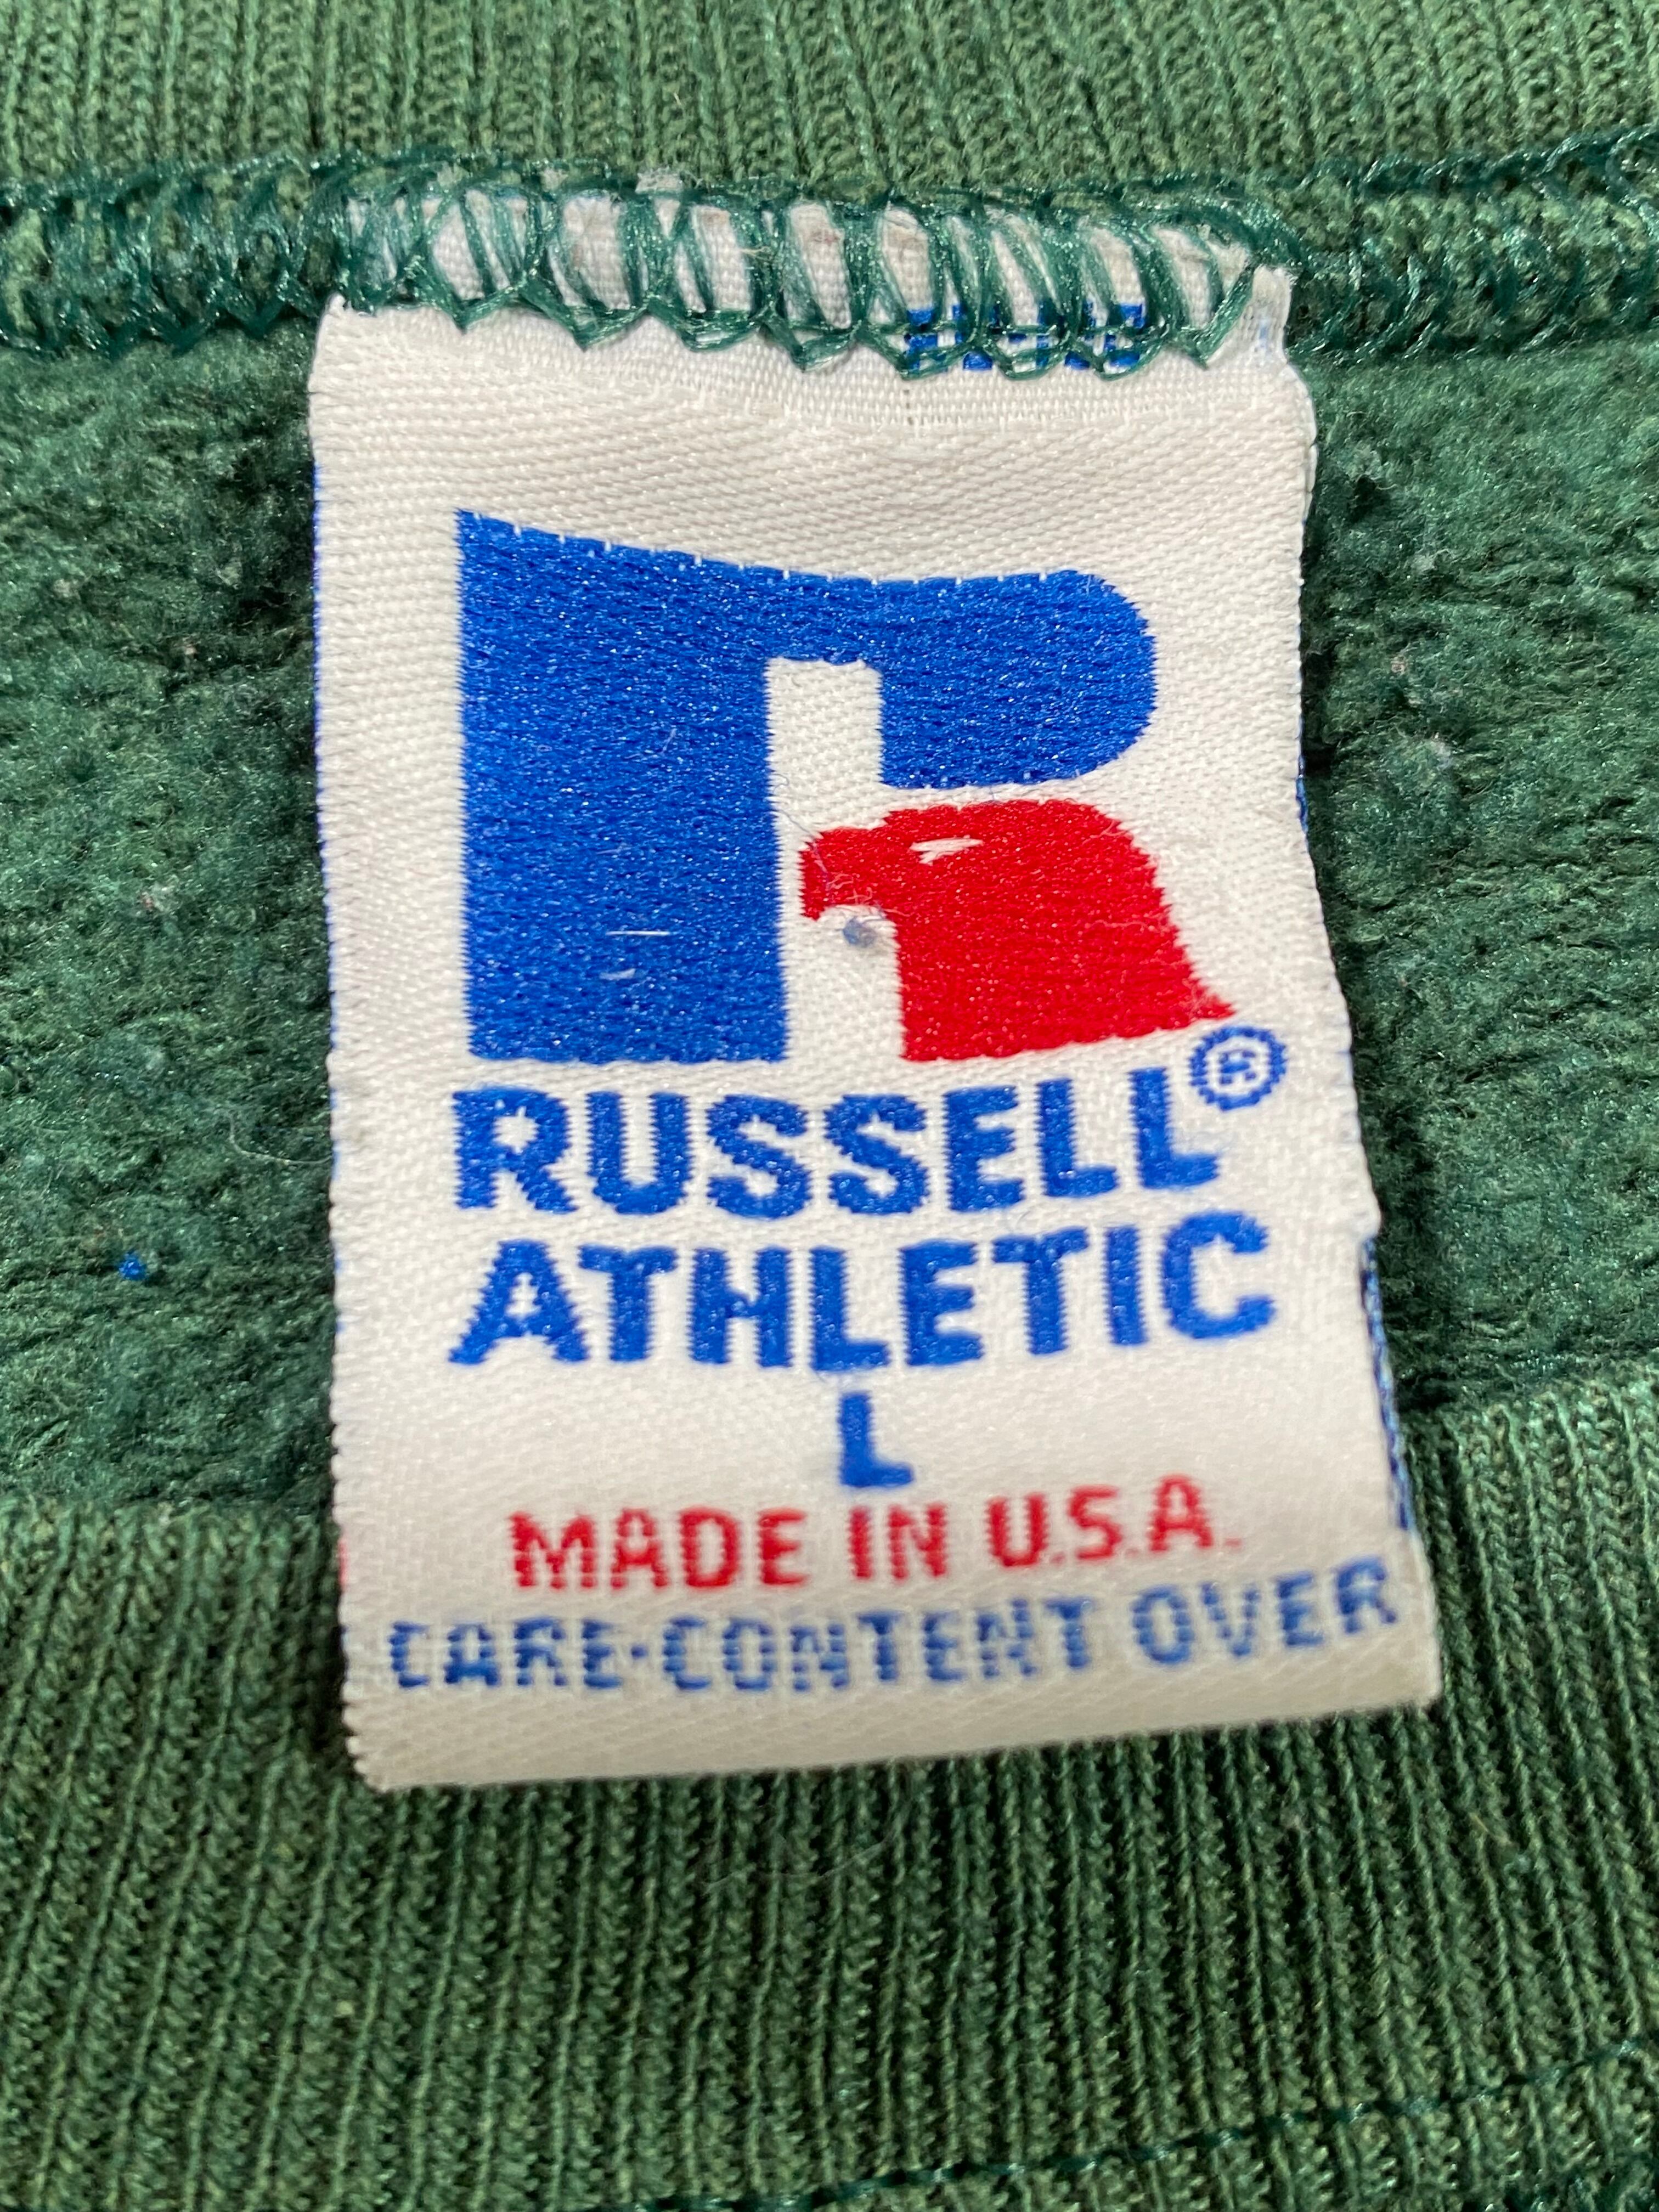 RUSSELL®
ATHLETIC
L
MADE IN U.S.A.
CARE·CONTENT OVER